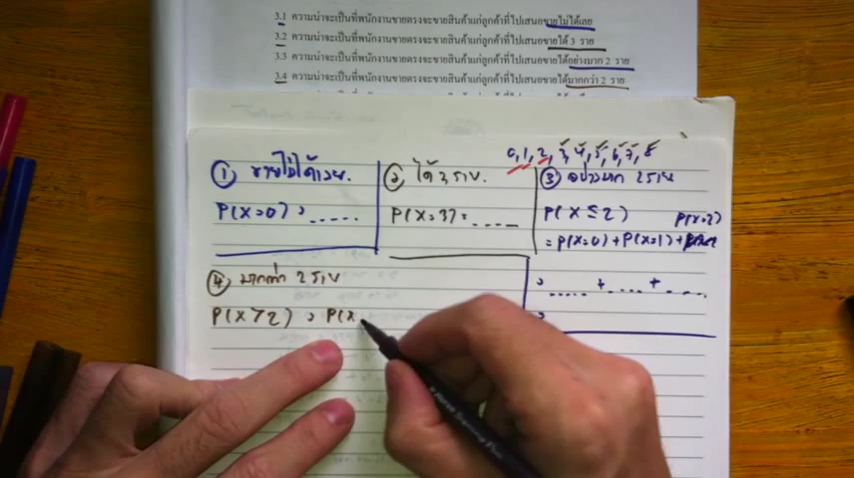 3.1 ความน่าจะเป็นที่พนักงานขายตรงจะขายสินค้าแก่ลูกค้าที่ไปเสนอขายไม่ได้เลย
3.2 ความน่าจะเป็นที่พนักงานขายตรงจะขายสินค้าแก่ลูกค้าที่ไปเสนอขายได้ 3 ราย
3.3 ความน่าจะเป็นที่พนักงานขายตรงจะขายสินค้าแก่ลูกค้าที่ไปเสนอขายได้อย่างมาก 2 ราย
3.4 ความน่าจะเป็นที่พนักงานขายตรงจะขายสินค้าแก่ลูกค้าที่ไปเสนอขายได้มากกว่า 2 ราย
0, 1, 2, 3, 4, 5, 6, 7, 8
① ขายไม่ได้เลย.
P(X=0) = .....
② ได้ 3 ราย.
P(X=3) = ....
③ อย่างมาก 2 ราย
P(X ≤ 2)
P(X=2)
= P(X=0) + P(X=1) +
= ..... + .... + .....
=
④ มากกว่า 2 ราย
P(X > 2) = P(X